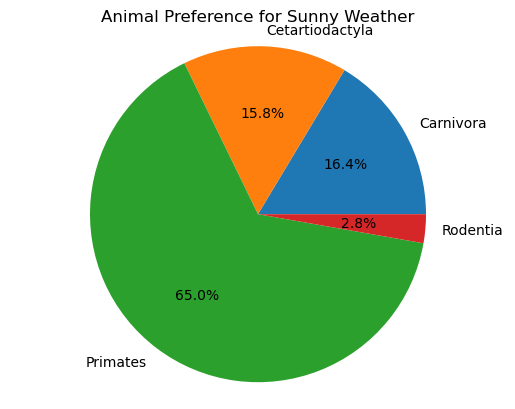 Animal Preference for Sunny Weather
Cetartiodactyla
15.8%
Carnivora
16.4%
2.8%
Rodentia
65.0%
Primates